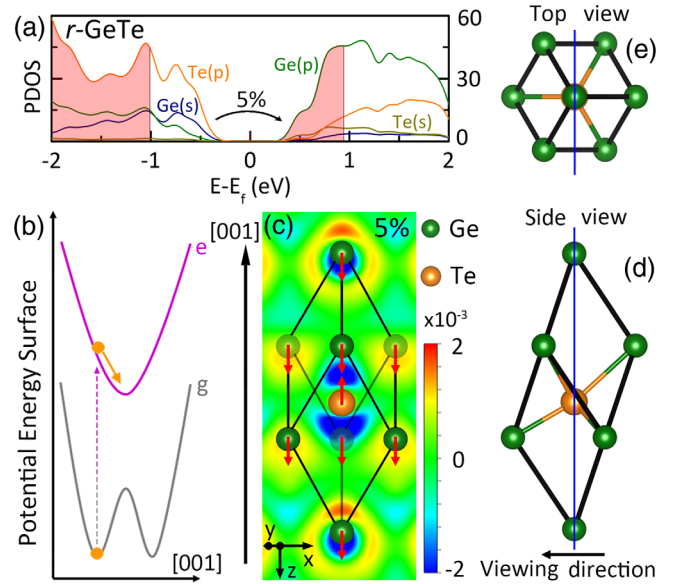 (a) r-GeTe
PDOS
Te(p)
Ge(s)
5%
Ge(p)
Te(s)
60
30
0
-2 -1 0 1 2
E-E_f (eV)
Top view
(e)
(b)
Potential Energy Surface
e
g
[001]
[001]
(c)
5%
Ge
Te
x10^-3
2
0
-2
y
x
z
Side view
(d)
Viewing direction